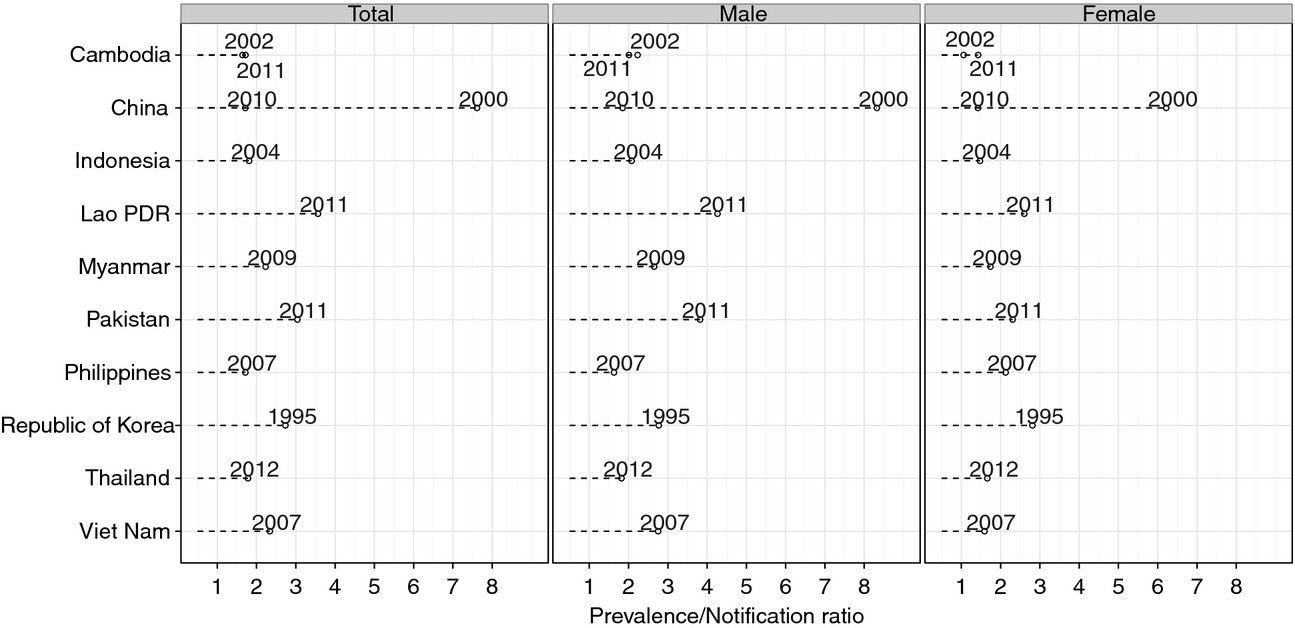 Total Male Female
Cambodia 2002 2002 2002
2011 2011 2011
China 2010 2000 2010 2000 2010 2000
Indonesia 2004 2004 2004
Lao PDR 2011 2011 2011
Myanmar 2009 2009 2009
Pakistan 2011 2011 2011
Philippines 2007 2007 2007
Republic of Korea 1995 1995 1995
Thailand 2012 2012 2012
Viet Nam 2007 2007 2007
1 2 3 4 5 6 7 8 1 2 3 4 5 6 7 8 1 2 3 4 5 6 7 8
Prevalence/Notification ratio